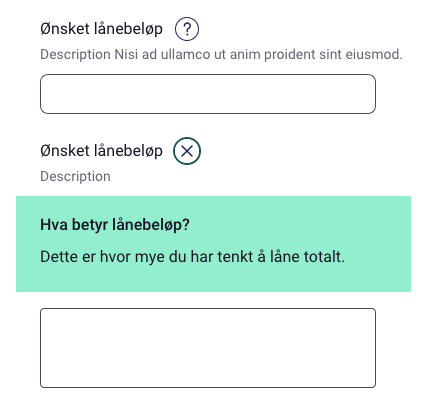 Ønsket lånebeløp ?
Description Nisi ad ullamco ut anim proident sint eiusmod.
Ønsket lånebeløp
Description
Hva betyr lånebeløp?
Dette er hvor mye du har tenkt å låne totalt.